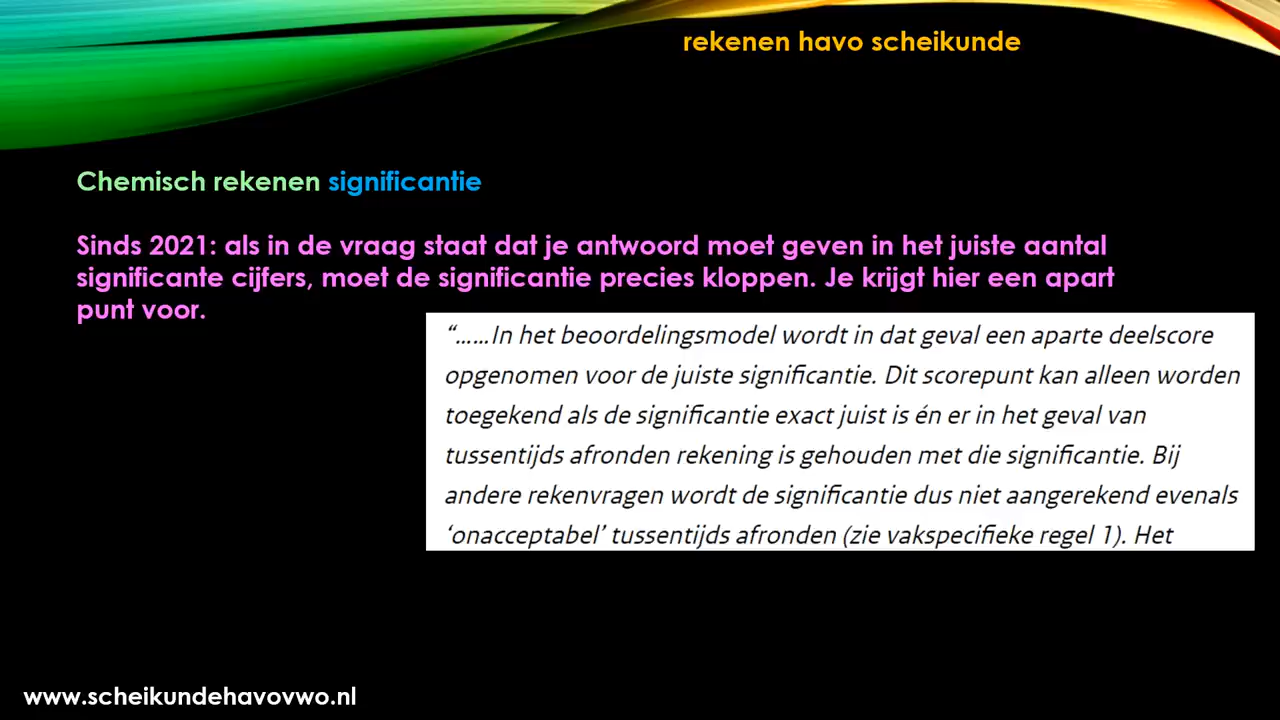 rekenen havo scheikunde
Chemisch rekenen significantie
Sinds 2021: als in de vraag staat dat je antwoord moet geven in het juiste aantal
significante cijfers, moet de significantie precies kloppen. Je krijgt hier een apart
punt voor.
“……In het beoordelingsmodel wordt in dat geval een aparte deelscore
opgenomen voor de juiste significantie. Dit scorepunt kan alleen worden
toegekend als de significantie exact juist is én er in het geval van
tussentijds afronden rekening is gehouden met die significantie. Bij
andere rekenvragen wordt de significantie dus niet aangerekend evenals
‘onacceptabel’ tussentijds afronden (zie vakspecifieke regel 1). Het
www.scheikundehavovwo.nl